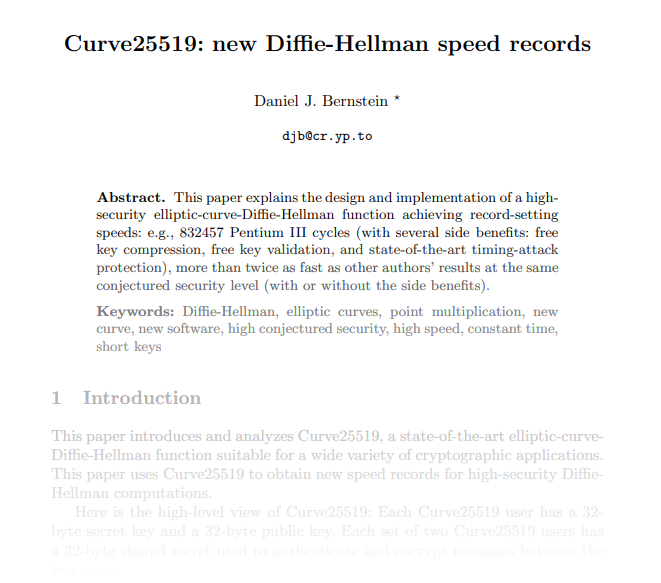 Curve25519: new Diffie-Hellman speed records
Daniel J. Bernstein *
djb@cr.yp.to
Abstract. This paper explains the design and implementation of a high-
security elliptic-curve-Diffie-Hellman function achieving record-setting
speeds: e.g., 832457 Pentium III cycles (with several side benefits: free
key compression, free key validation, and state-of-the-art timing-attack
protection), more than twice as fast as other authors' results at the same
conjectured security level (with or without the side benefits).
Keywords: Diffie-Hellman, elliptic curves, point multiplication, new
curve, new software, high conjectured security, high speed, constant time,
short keys
1 Introduction
This paper introduces and analyzes Curve25519, a state-of-the-art elliptic-curve-
Diffie-Hellman function suitable for a wide variety of cryptographic applications.
This paper uses Curve25519 to obtain new speed records for high-security Diffie-
Hellman computations.
Here is the high-level view of Curve25519: Each Curve25519 user has a 32-
byte secret key and a 32-byte public key. Each set of two Curve25519 users has
a 32-byte shared secret used to authenticate and encrypt messages between the
two users.